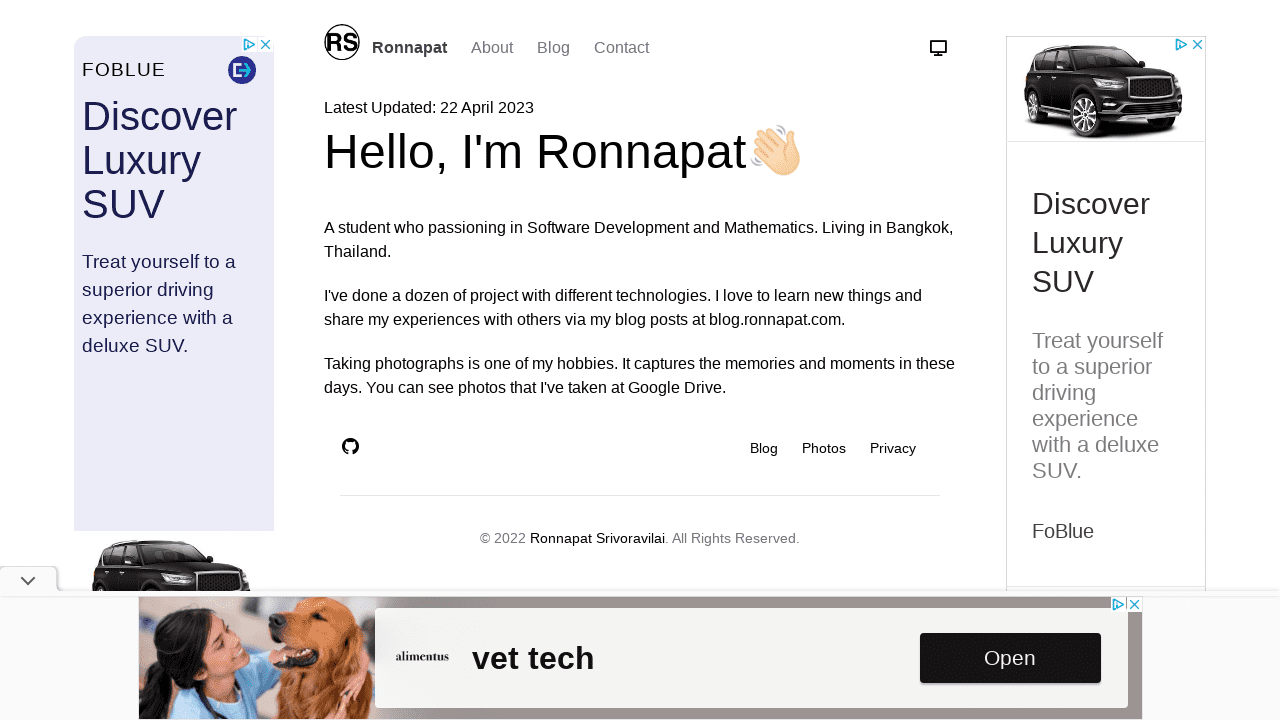 RS
Ronnapat
About
Blog
Contact
Latest Updated: 22 April 2023
Hello, I'm Ronnapat
A student who passioning in Software Development and Mathematics. Living in Bangkok,
Thailand.
I've done a dozen of project with different technologies. I love to learn new things and
share my experiences with others via my blog posts at blog.ronnapat.com.
Taking photographs is one of my hobbies. It captures the memories and moments in these
days. You can see photos that I've taken at Google Drive.
Blog
Photos
Privacy
© 2022 Ronnapat Srivoravilai. All Rights Reserved.
FOBLUE
Discover
Luxury
SUV
Treat yourself to a
superior driving
experience with a
deluxe SUV.
Discover
Luxury
SUV
Treat yourself
to a superior
driving
experience
with a deluxe
SUV.
FoBlue
alimentus
vet tech
Open